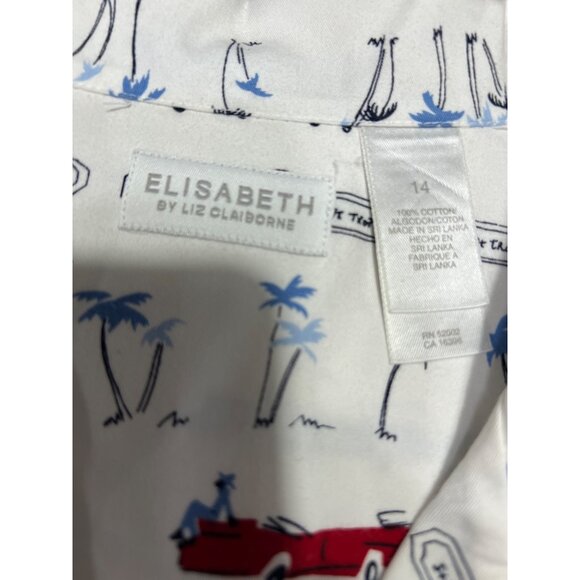 ELISABETH
BY LIZ CLAIBORNE
14
100% COTTON/
ALGODON/COTON
MADE IN
SRI LANKA
HECHO EN
SRI LANKA
FABRIQUE A
SRI LANKA
RN 52002
CA 16396